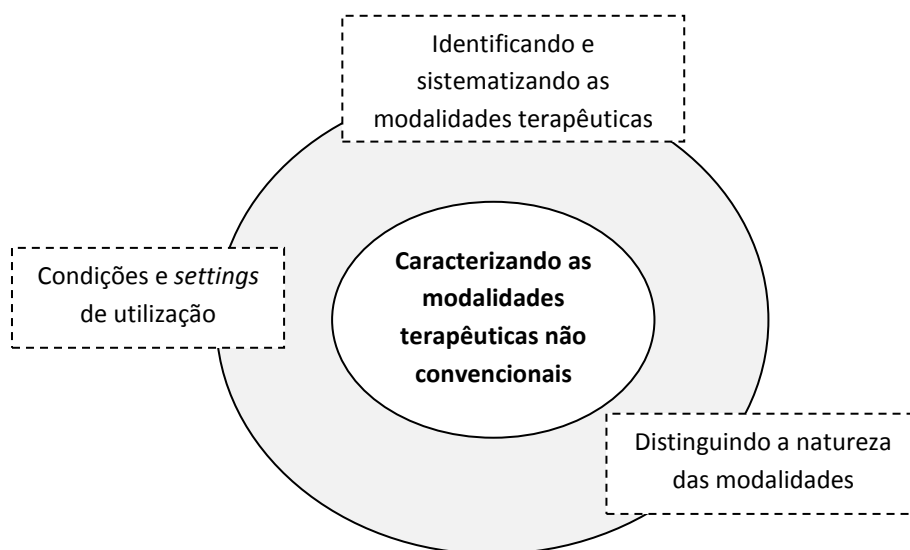 Identificando e
sistematizando as
modalidades terapêuticas
Condições e settings
de utilização
Caracterizando as
modalidades
terapêuticas não
convencionais
Distinguindo a natureza
das modalidades